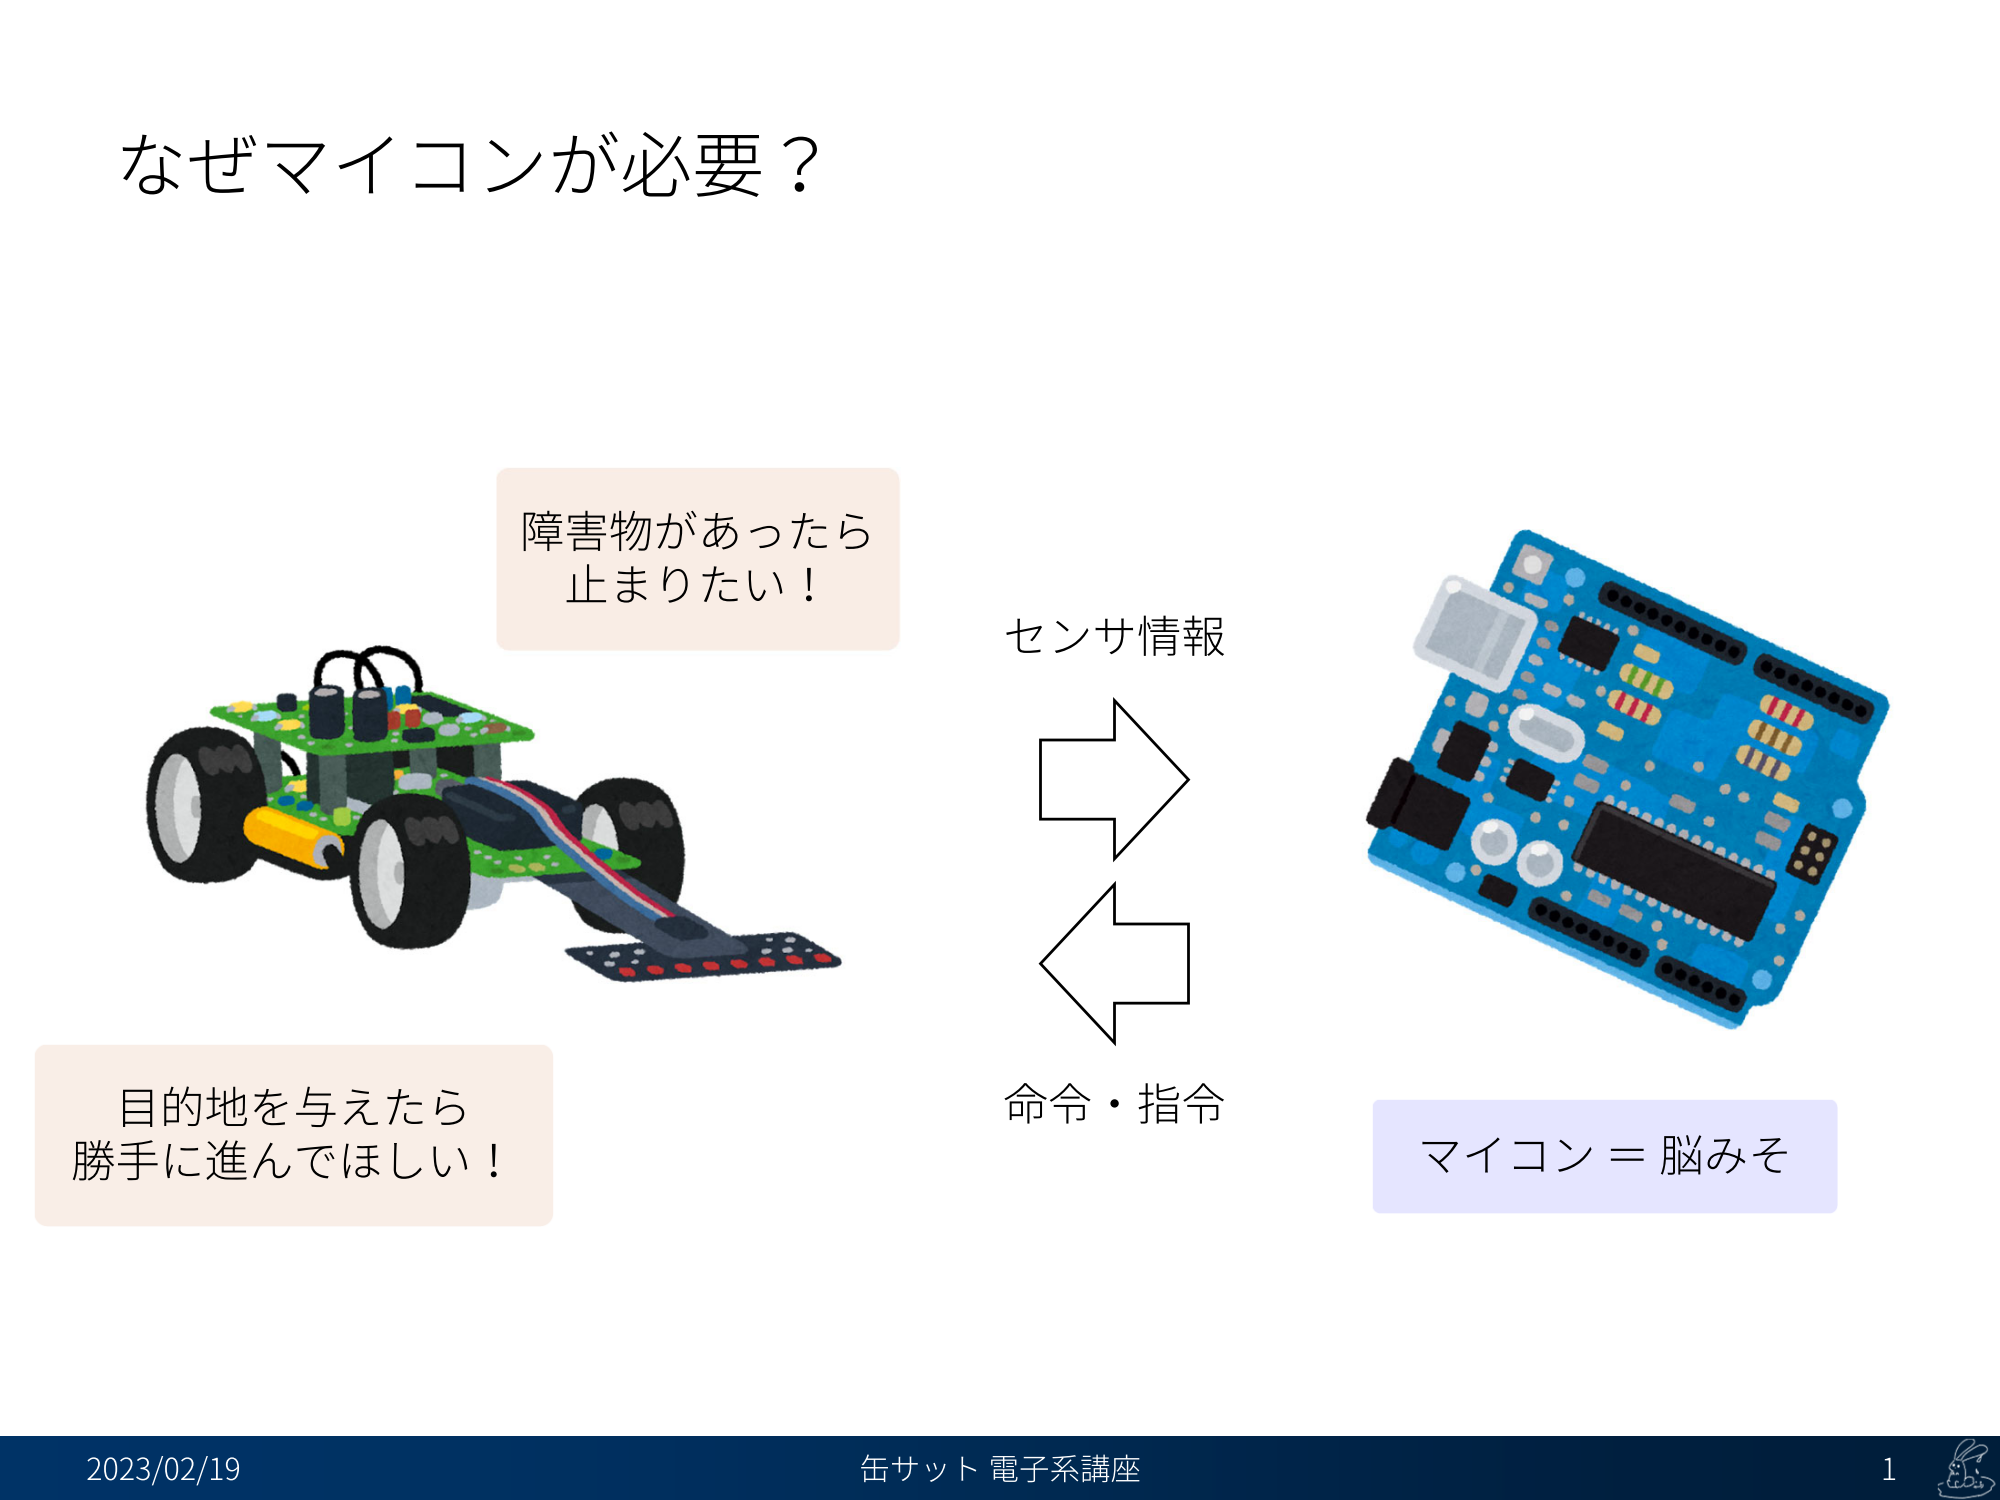 なぜマイコンが必要？
障害物があったら
止まりたい！
センサ情報
命令・指令
目的地を与えたら
勝手に進んでほしい！
マイコン ＝ 脳みそ
2023/02/19
缶サット 電子系講座
1